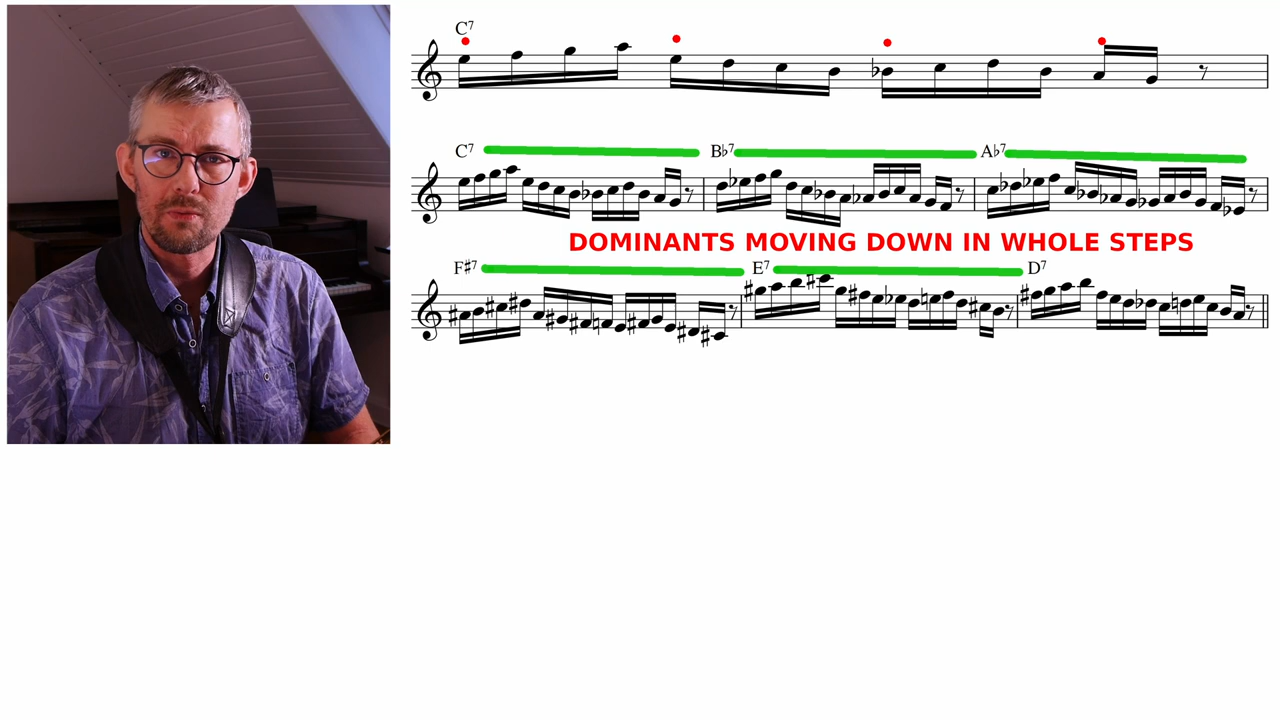 C7
C7 B♭7 A♭7
DOMINANTS MOVING DOWN IN WHOLE STEPS
F♯7 E7 D7